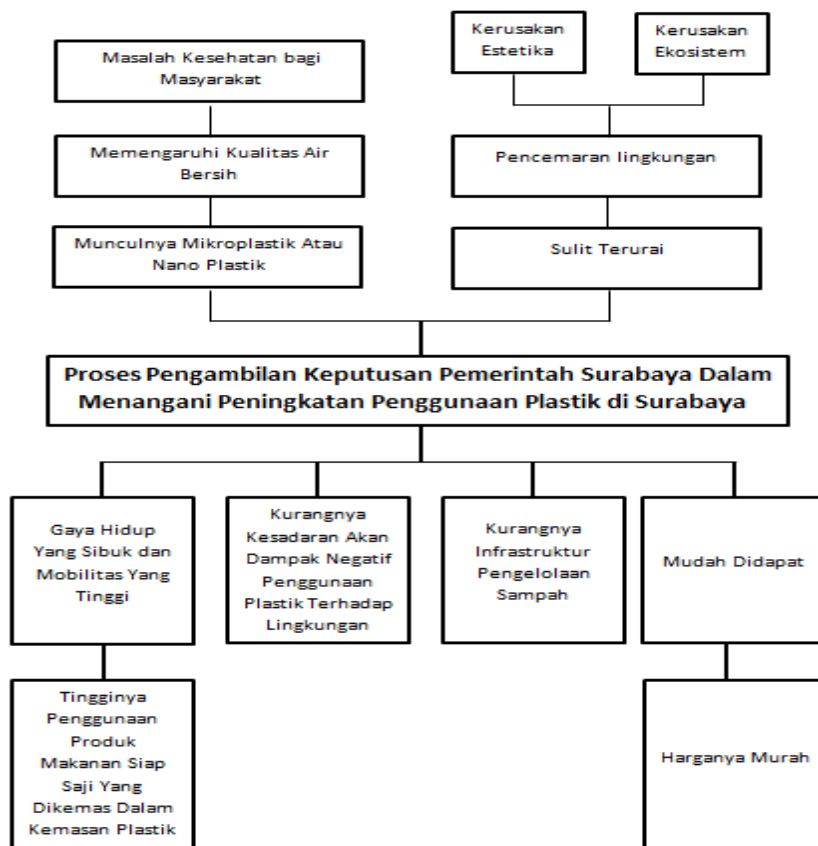 Masalah Kesehatan bagi
Masyarakat
Kerusakan
Estetika
Kerusakan
Ekosistem
Memengaruhi Kualitas Air
Bersih
Pencemaran lingkungan
Munculnya Mikroplastik Atau
Nano Plastik
Sulit Terurai
Proses Pengambilan Keputusan Pemerintah Surabaya Dalam
Menangani Peningkatan Penggunaan Plastik di Surabaya
Gaya Hidup
Yang Sibuk dan
Mobilitas Yang
Tinggi
Kurangnya
Kesadaran Akan
Dampak Negatif
Penggunaan
Plastik Terhadap
Lingkungan
Kurangnya
Infrastruktur
Pengelolaan
Sampah
Mudah Didapat
Tingginya
Penggunaan
Produk
Makanan Siap
Saji Yang
Dikemas Dalam
Kemasan Plastik
Harganya Murah